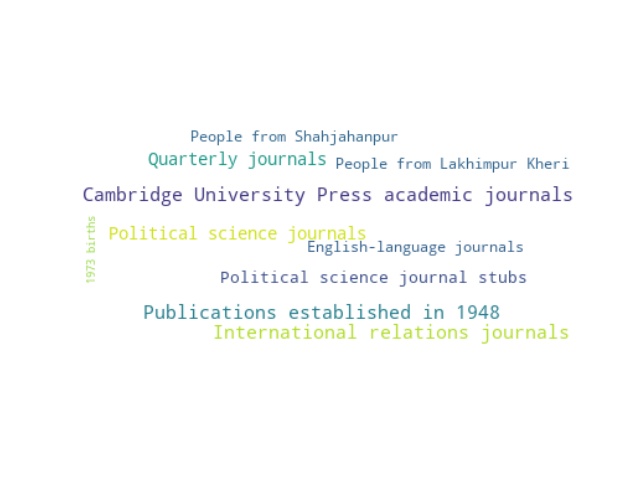 People from Shahjahanpur
Quarterly journals
People from Lakhimpur Kheri
Cambridge University Press academic journals
1973 births
Political science journals
English-language journals
Political science journal stubs
Publications established in 1948
International relations journals